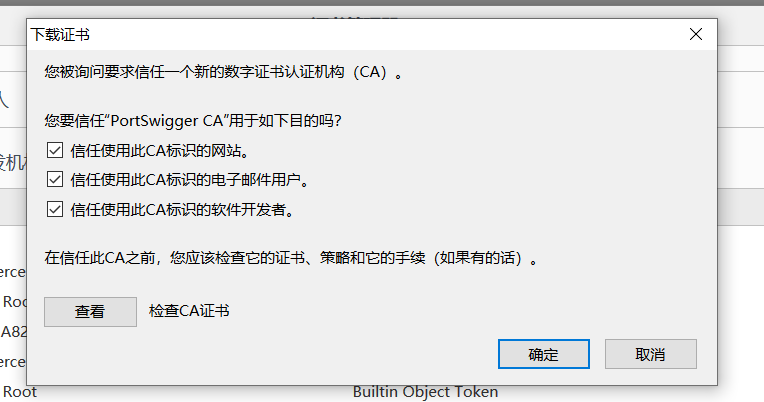 下载证书
您被询问要求信任一个新的数字证书认证机构（CA）。
人
您要信任“PortSwigger CA”用于如下目的吗？
信任使用此CA标识的网站。
信任使用此CA标识的电子邮件用户。
信任使用此CA标识的软件开发者。
在信任此CA之前，您应该检查它的证书、策略和它的手续（如果有的话）。
查看 检查CA证书
Root
A82
确定 取消
Root Builtin Object Token